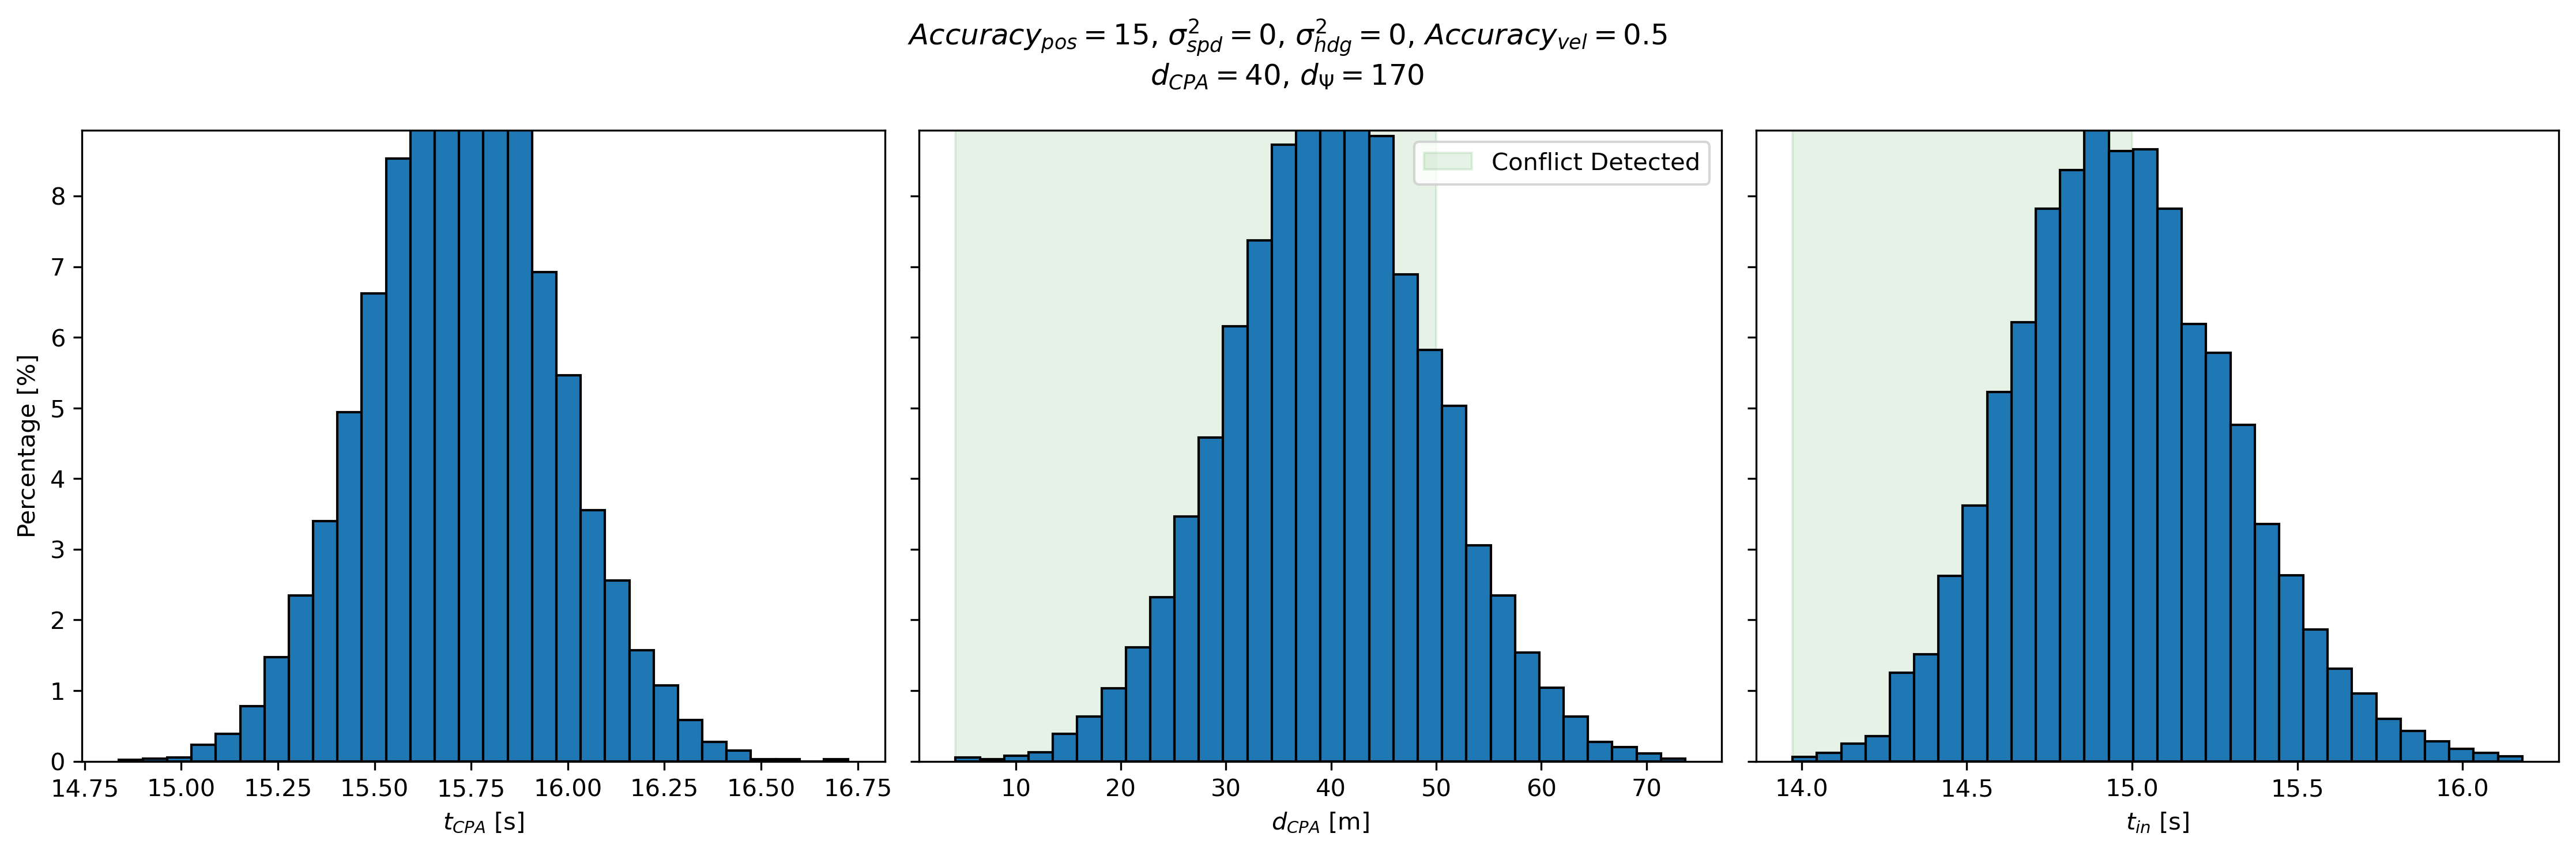 Accuracy_pos = 15, σ²_spd = 0, σ²_hdg = 0, Accuracy_vel = 0.5
d_CPA = 40, d_Ψ = 170
Conflict Detected
Percentage [%]
8
7
6
5
4
3
2
1
0
14.75 15.00 15.25 15.50 15.75 16.00 16.25 16.50 16.75
10 20 30 40 50 60 70
14.0 14.5 15.0 15.5 16.0
t_CPA [s]
d_CPA [m]
t_in [s]